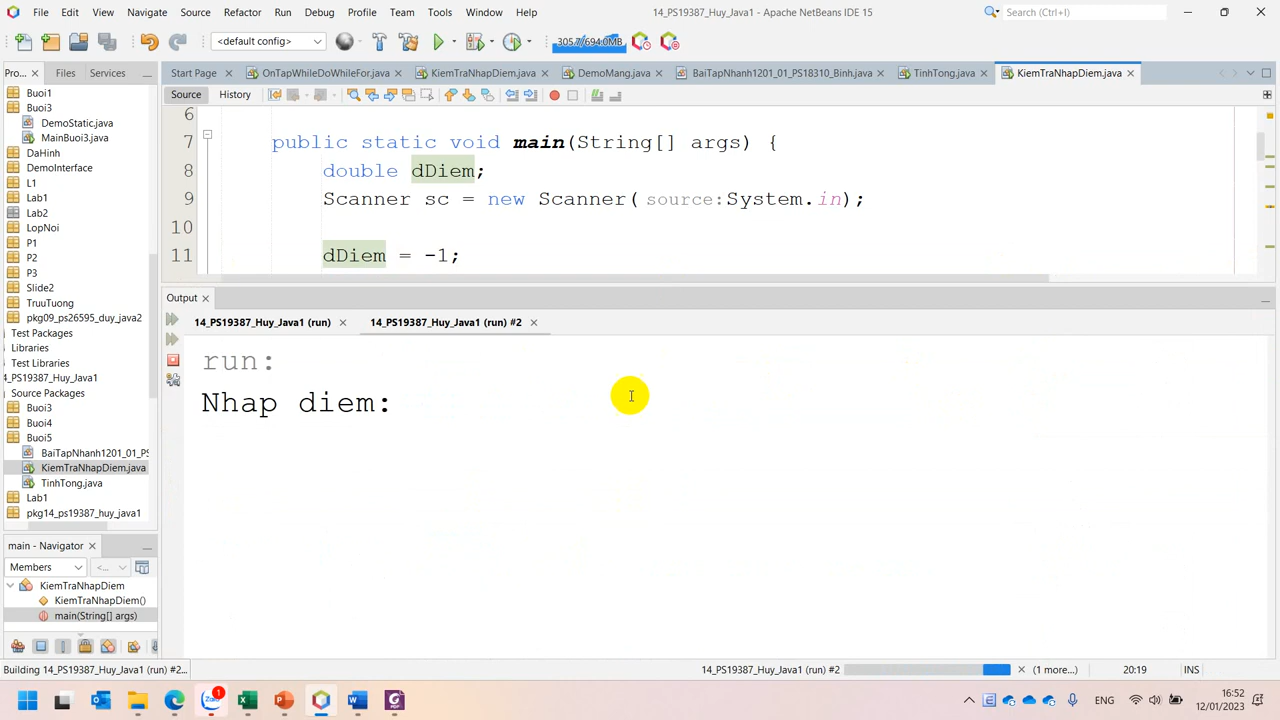 File Edit View Navigate Source Refactor Run Debug Profile Team Tools Window Help
14_PS19387_Huy_Java1 - Apache NetBeans IDE 15
Search (Ctrl+I)
<default config>
305.7/694.0MB
Pro...
Files
Services
Start Page
OnTapWhileDoWhileFor.java
KiemTraNhapDiem.java
DemoMang.java
BaiTapNhanh1201_01_PS18310_Binh.java
TinhTong.java
KiemTraNhapDiem.java
Source
History
Buoi1
Buoi3
DemoStatic.java
MainBuoi3.java
DaHinh
DemoInterface
L1
Lab1
Lab2
LopNoi
P1
P2
P3
Slide2
TruuTuong
pkg09_ps26595_duy_java2
Test Packages
Libraries
Test Libraries
4_PS19387_Huy_Java1
Source Packages
Buoi3
Buoi4
Buoi5
BaiTapNhanh1201_01_PS
KiemTraNhapDiem.java
TinhTong.java
Lab1
pkg14_ps19387_huy_java1
main - Navigator
Members
<...
KiemTraNhapDiem
KiemTraNhapDiem()
main(String[] args)
6
7 public static void main(String[] args) {
8 double dDiem;
9 Scanner sc = new Scanner( source:System.in);
10
11 dDiem = -1;
Output
14_PS19387_Huy_Java1 (run)
14_PS19387_Huy_Java1 (run) #2
run:
Nhap diem:
Building 14_PS19387_Huy_Java1 (run) #2...
14_PS19387_Huy_Java1 (run) #2
(1 more...)
20:19
INS
1
Zalo
ENG
16:52
12/01/2023